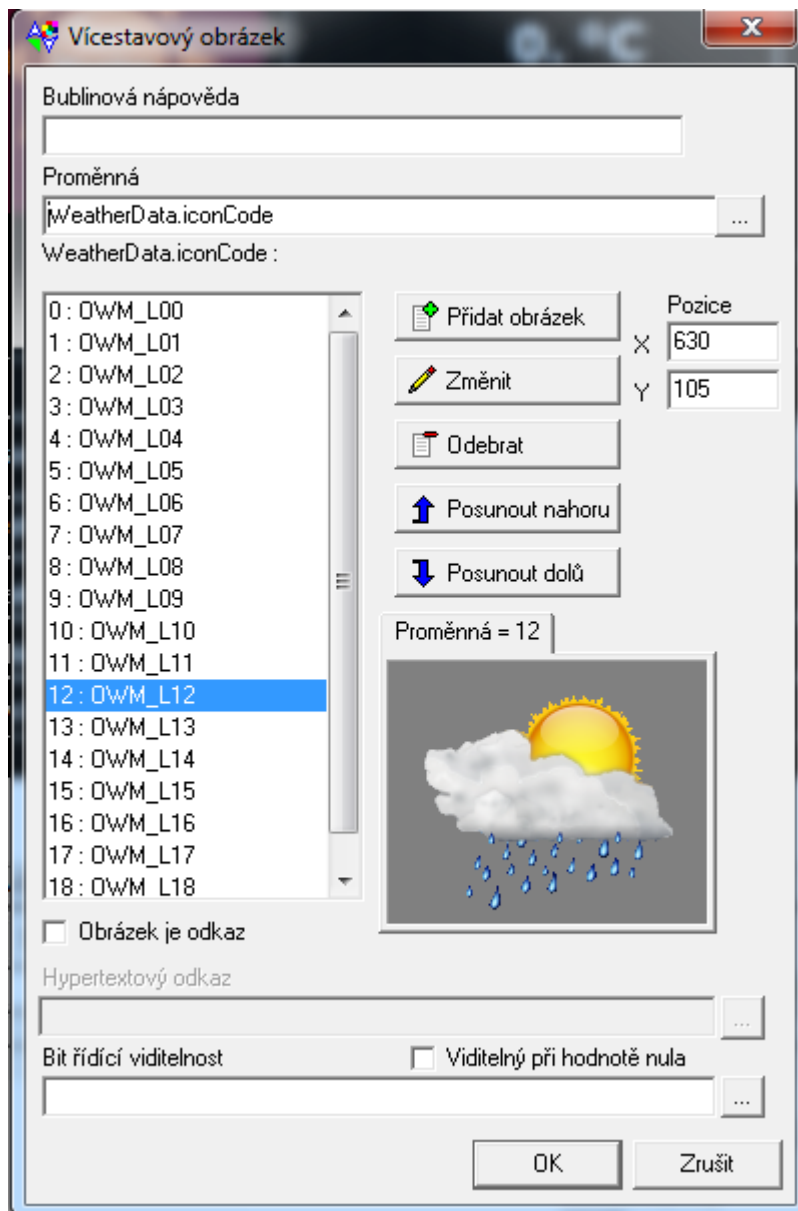 Vícestavový obrázek
0. °C
Bublinová nápověda
Proměnná
WeatherData.iconCode
...
WeatherData.iconCode :
0 : OWM_L00
1 : OWM_L01
2 : OWM_L02
3 : OWM_L03
4 : OWM_L04
5 : OWM_L05
6 : OWM_L06
7 : OWM_L07
8 : OWM_L08
9 : OWM_L09
10 : OWM_L10
11 : OWM_L11
12 : OWM_L12
13 : OWM_L13
14 : OWM_L14
15 : OWM_L15
16 : OWM_L16
17 : OWM_L17
18 : OWM_L18
Přidat obrázek
Změnit
Odebrat
Posunout nahoru
Posunout dolů
Pozice
X 630
Y 105
Proměnná = 12
Obrázek je odkaz
Hypertextový odkaz
...
Bit řídící viditelnost
Viditelný při hodnotě nula
...
OK
Zrušit